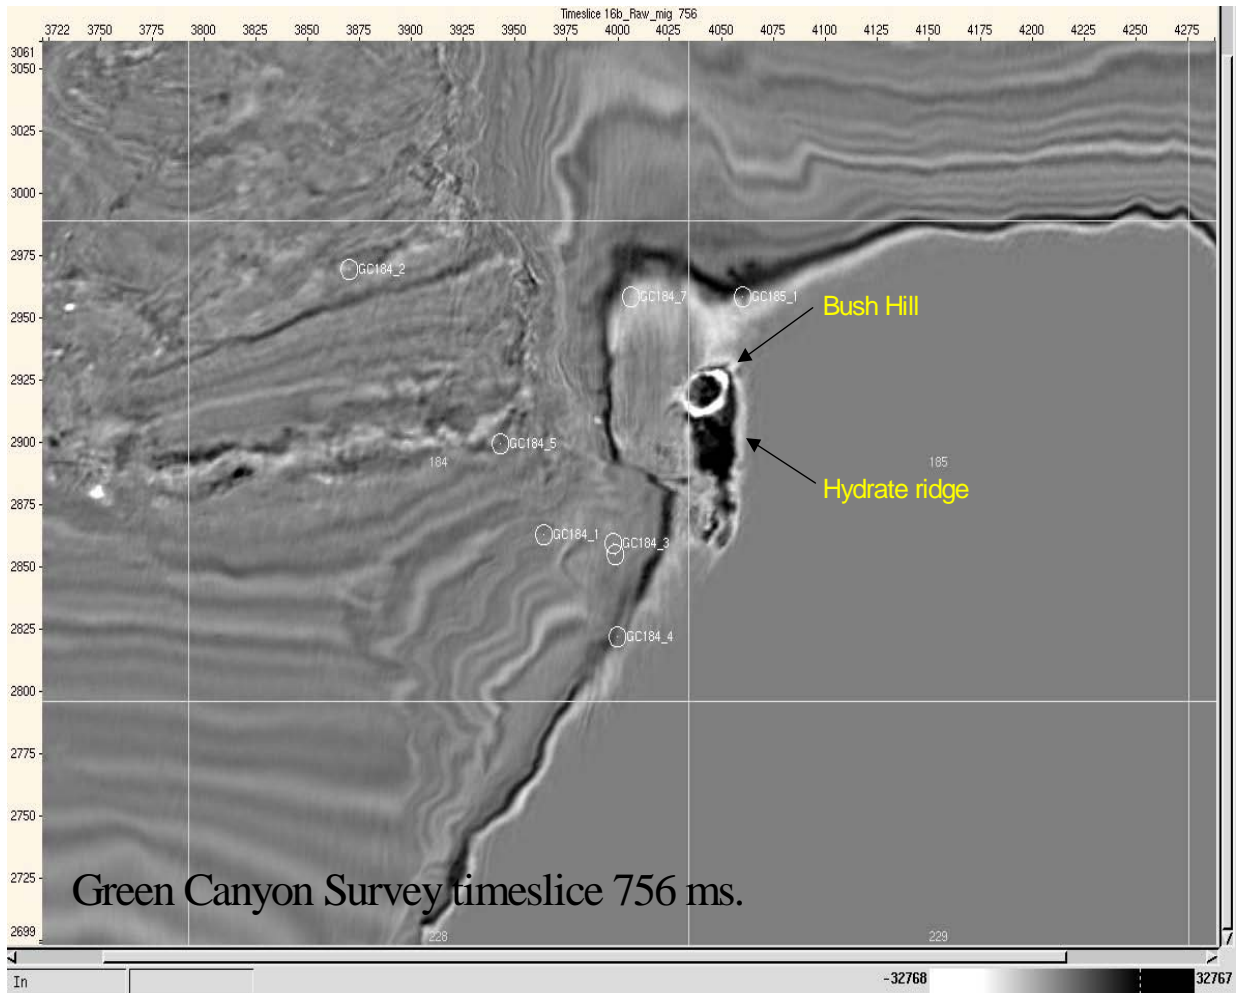 Timeslice 16b_Raw_mig 756
3722 3750 3775 3800 3825 3850 3875 3900 3925 3950 3975 4000 4025 4050 4075 4100 4125 4150 4175 4200 4225 4250 4275
3061
3050
3025
3000
2975
GC184_2
GC184_7
GC185_1
Bush Hill
2950
2925
2900
GC184_5
184
185
Hydrate ridge
2875
GC184_1
GC184_3
2850
2825
GC184_4
2800
2775
2750
2725
Green Canyon Survey timeslice 756 ms.
2699
228
229
In
-32768
32767